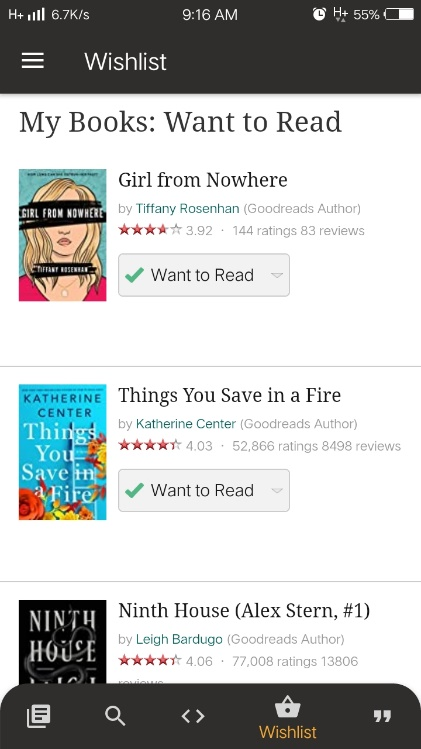 H+ 6.7K/s 9:16 AM H+ 55%
Wishlist
My Books: Want to Read
GIRL FROM NOWHERE
TIFFANY ROSENHAN
Girl from Nowhere
by Tiffany Rosenhan (Goodreads Author)
3.92 · 144 ratings 83 reviews
Want to Read
KATHERINE
CENTER
Things
You
Save in
a Fire
Things You Save in a Fire
by Katherine Center (Goodreads Author)
4.03 · 52,866 ratings 8498 reviews
Want to Read
NINTH
HOUSE
Ninth House (Alex Stern, #1)
by Leigh Bardugo (Goodreads Author)
4.06 · 77,008 ratings 13806
reviews
Wishlist